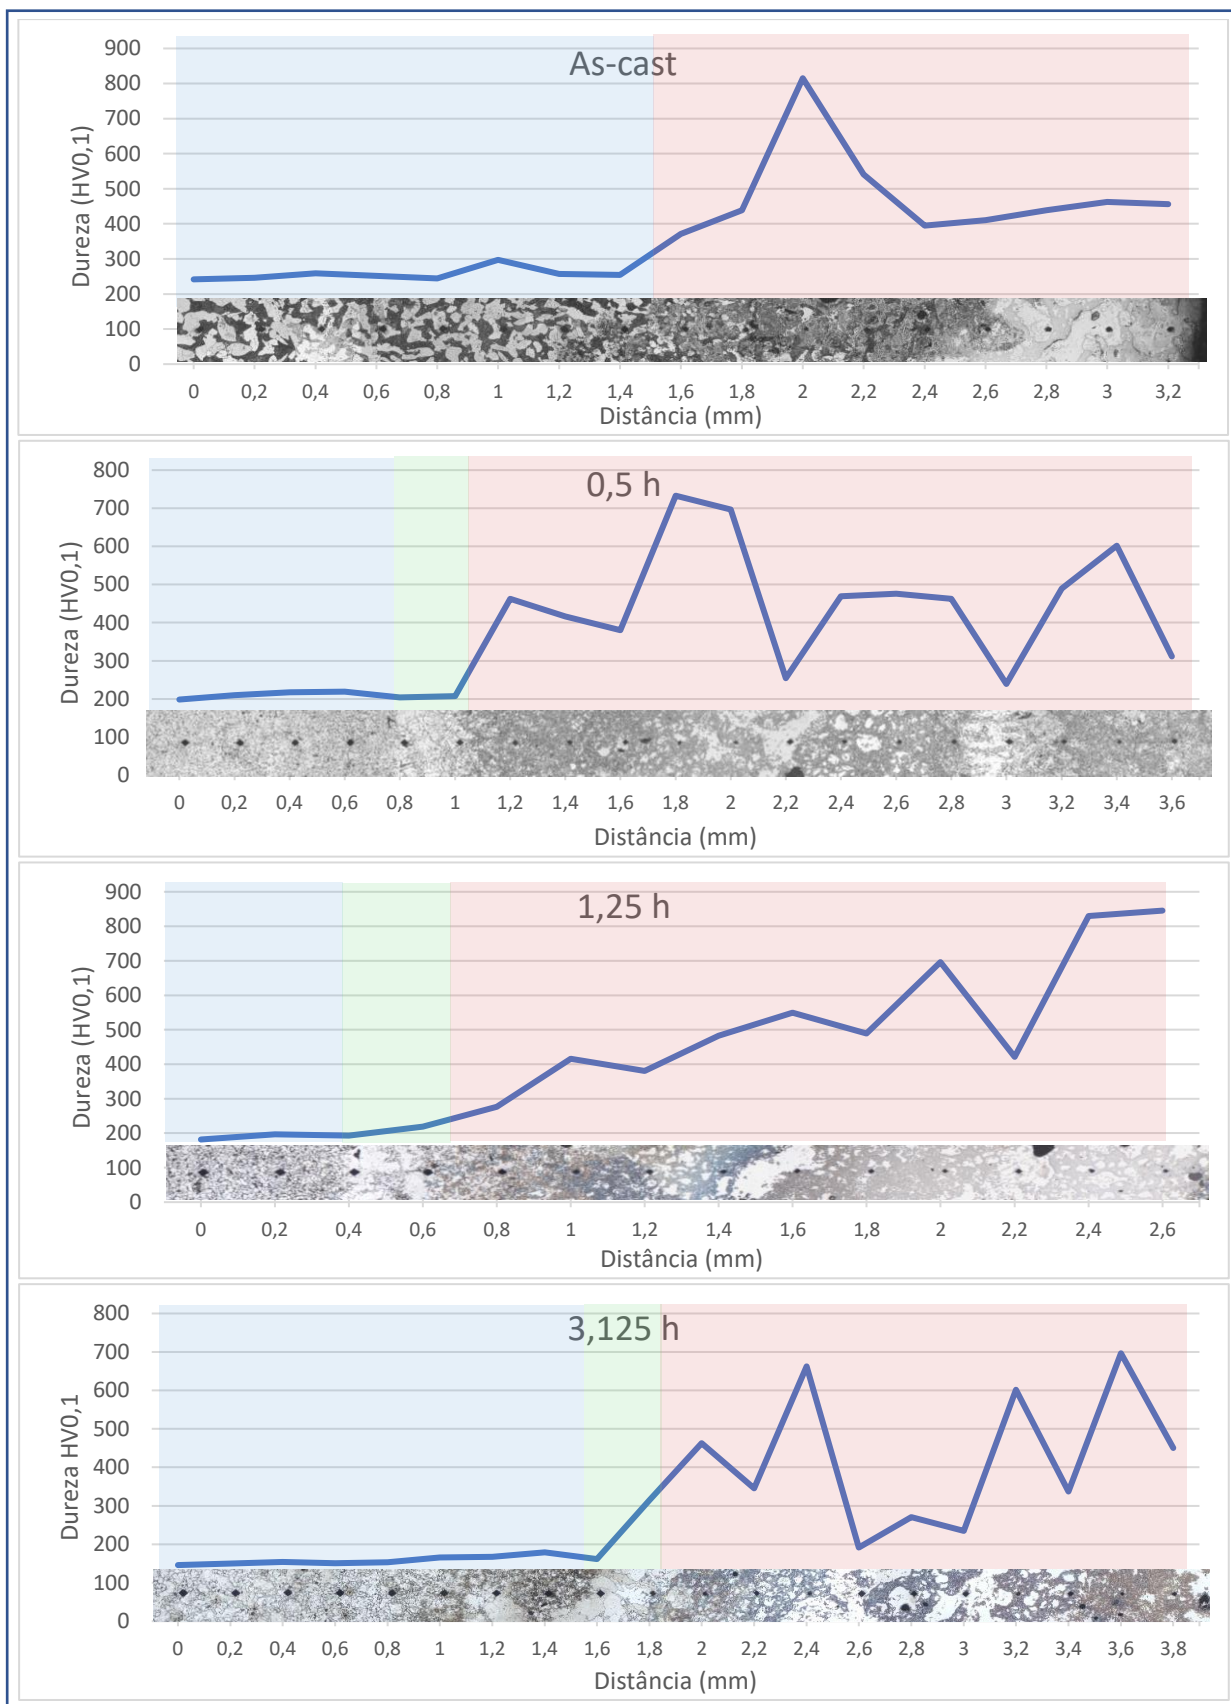 As-cast
Dureza (HV0,1)
900
800
700
600
500
400
300
200
100
0
0 0,2 0,4 0,6 0,8 1 1,2 1,4 1,6 1,8 2 2,2 2,4 2,6 2,8 3 3,2
Distância (mm)
0,5 h
Dureza (HV0,1)
800
700
600
500
400
300
200
100
0
0 0,2 0,4 0,6 0,8 1 1,2 1,4 1,6 1,8 2 2,2 2,4 2,6 2,8 3 3,2 3,4 3,6
Distância (mm)
1,25 h
Dureza (HV0,1)
900
800
700
600
500
400
300
200
100
0
0 0,2 0,4 0,6 0,8 1 1,2 1,4 1,6 1,8 2 2,2 2,4 2,6
Distância (mm)
3,125 h
Dureza HV0,1
800
700
600
500
400
300
200
100
0
0 0,2 0,4 0,6 0,8 1 1,2 1,4 1,6 1,8 2 2,2 2,4 2,6 2,8 3 3,2 3,4 3,6 3,8